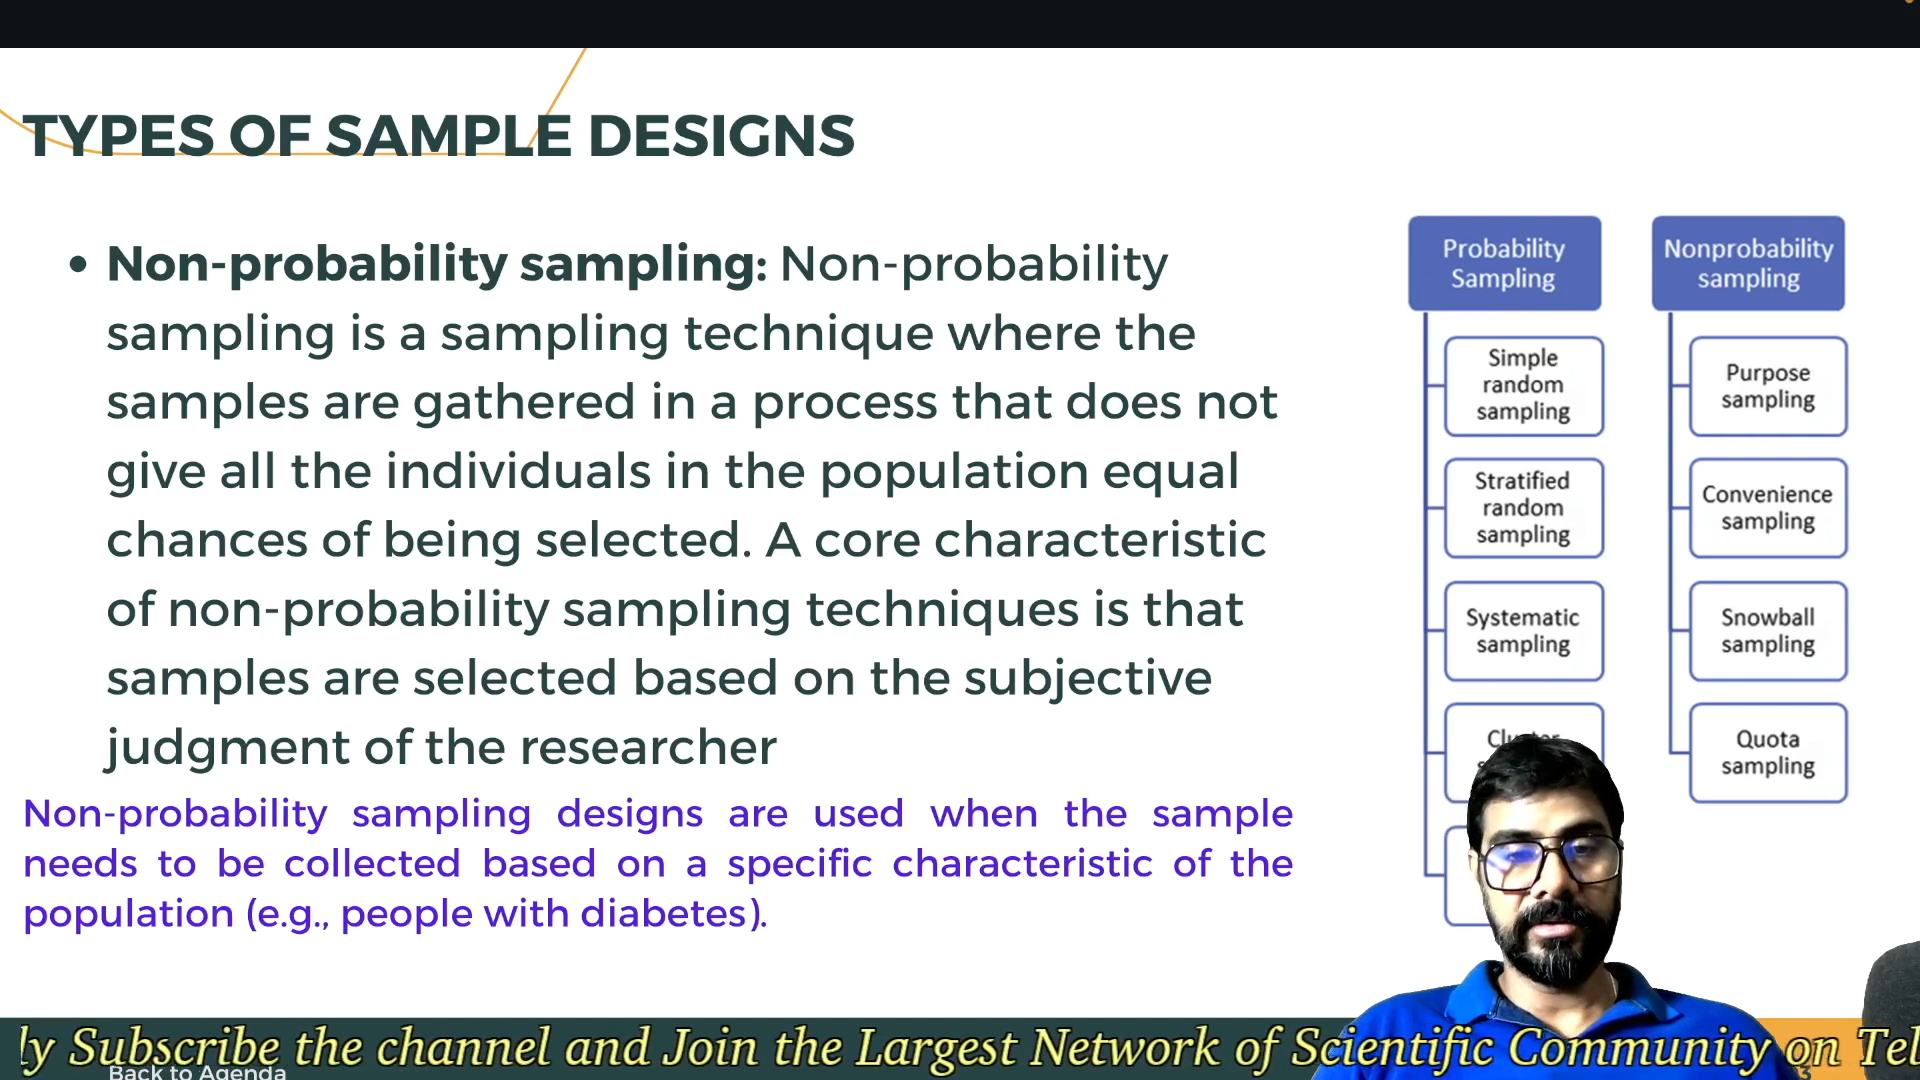 TYPES OF SAMPLE DESIGNS
• Non-probability sampling: Non-probability
sampling is a sampling technique where the
samples are gathered in a process that does not
give all the individuals in the population equal
chances of being selected. A core characteristic
of non-probability sampling techniques is that
samples are selected based on the subjective
judgment of the researcher
Non-probability sampling designs are used when the sample
needs to be collected based on a specific characteristic of the
population (e.g., people with diabetes).
Probability
Sampling
Simple
random
sampling
Stratified
random
sampling
Systematic
sampling
Nonprobability
sampling
Purpose
sampling
Convenience
sampling
Snowball
sampling
Quota
sampling
ly Subscribe the channel and Join the Largest Network of Scientific Community on Tel
Back to Agenda